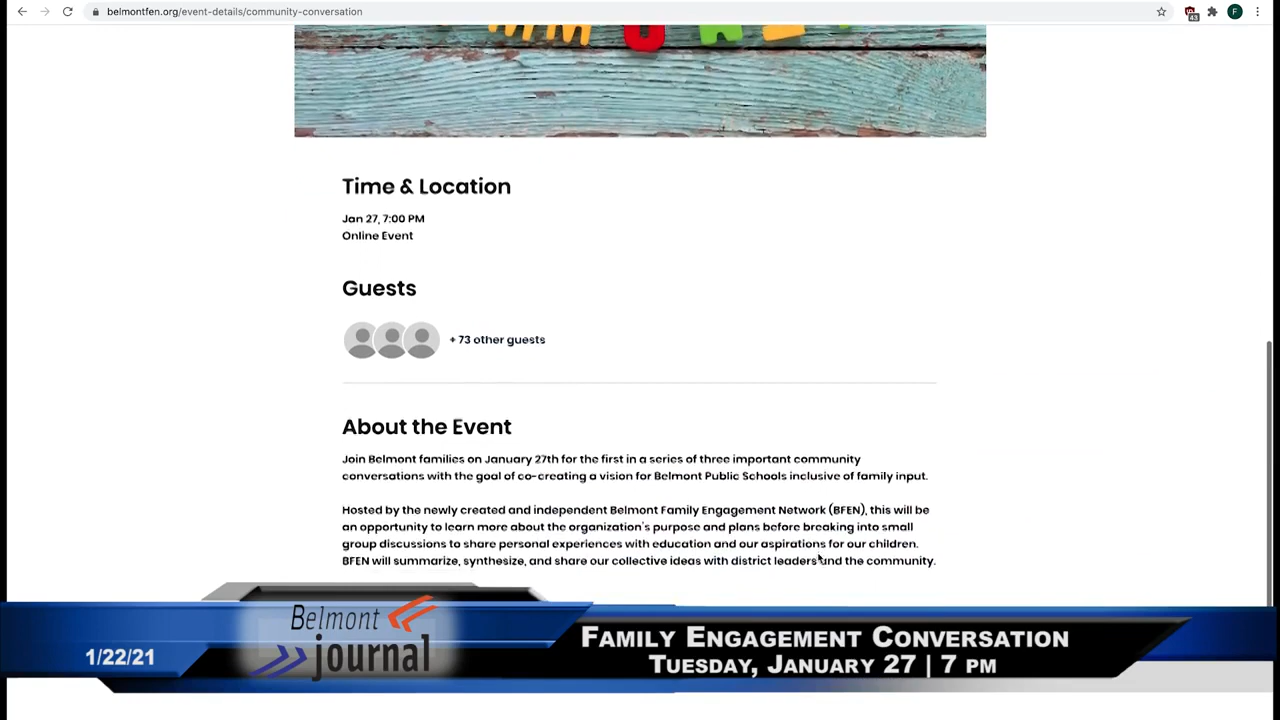 belmontfen.org/event-details/community-conversation
43
F
Time & Location
Jan 27, 7:00 PM
Online Event
Guests
+ 73 other guests
About the Event
Join Belmont families on January 27th for the first in a series of three important community
conversations with the goal of co-creating a vision for Belmont Public Schools inclusive of family input.
Hosted by the newly created and independent Belmont Family Engagement Network (BFEN), this will be
an opportunity to learn more about the organization's purpose and plans before breaking into small
group discussions to share personal experiences with education and our aspirations for our children.
BFEN will summarize, synthesize, and share our collective ideas with district leaders and the community.
1/22/21
Belmont
journal
FAMILY ENGAGEMENT CONVERSATION
TUESDAY, JANUARY 27 | 7 PM